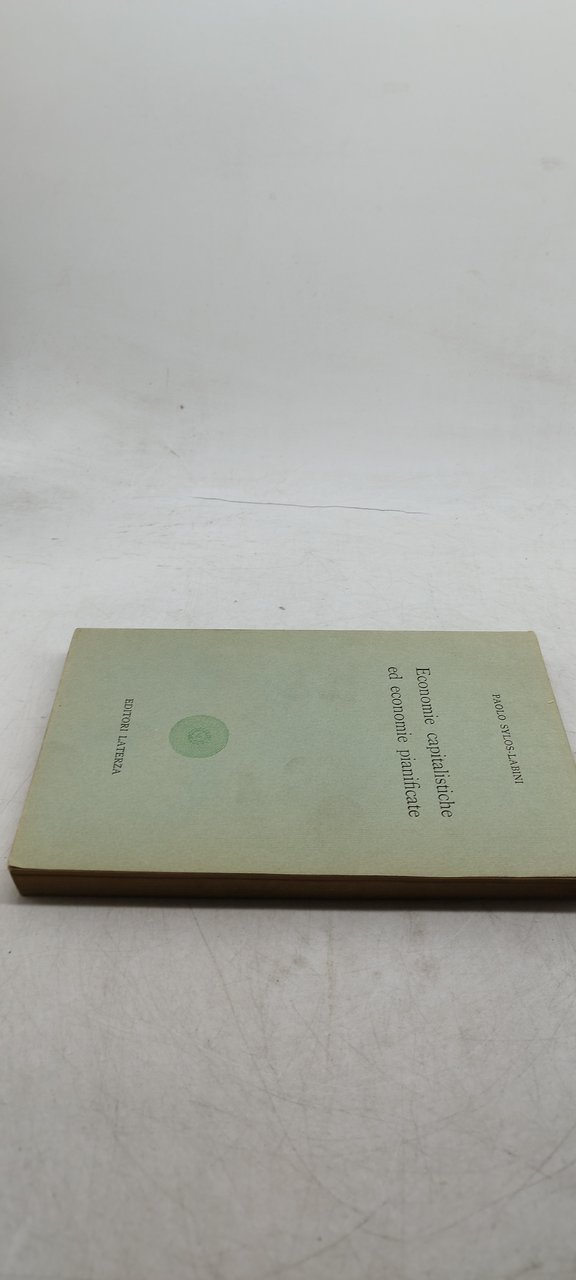 PAOLO SYLOS-LABINI
Economie capitalistiche
ed economie pianificate
EDITORI LATERZA